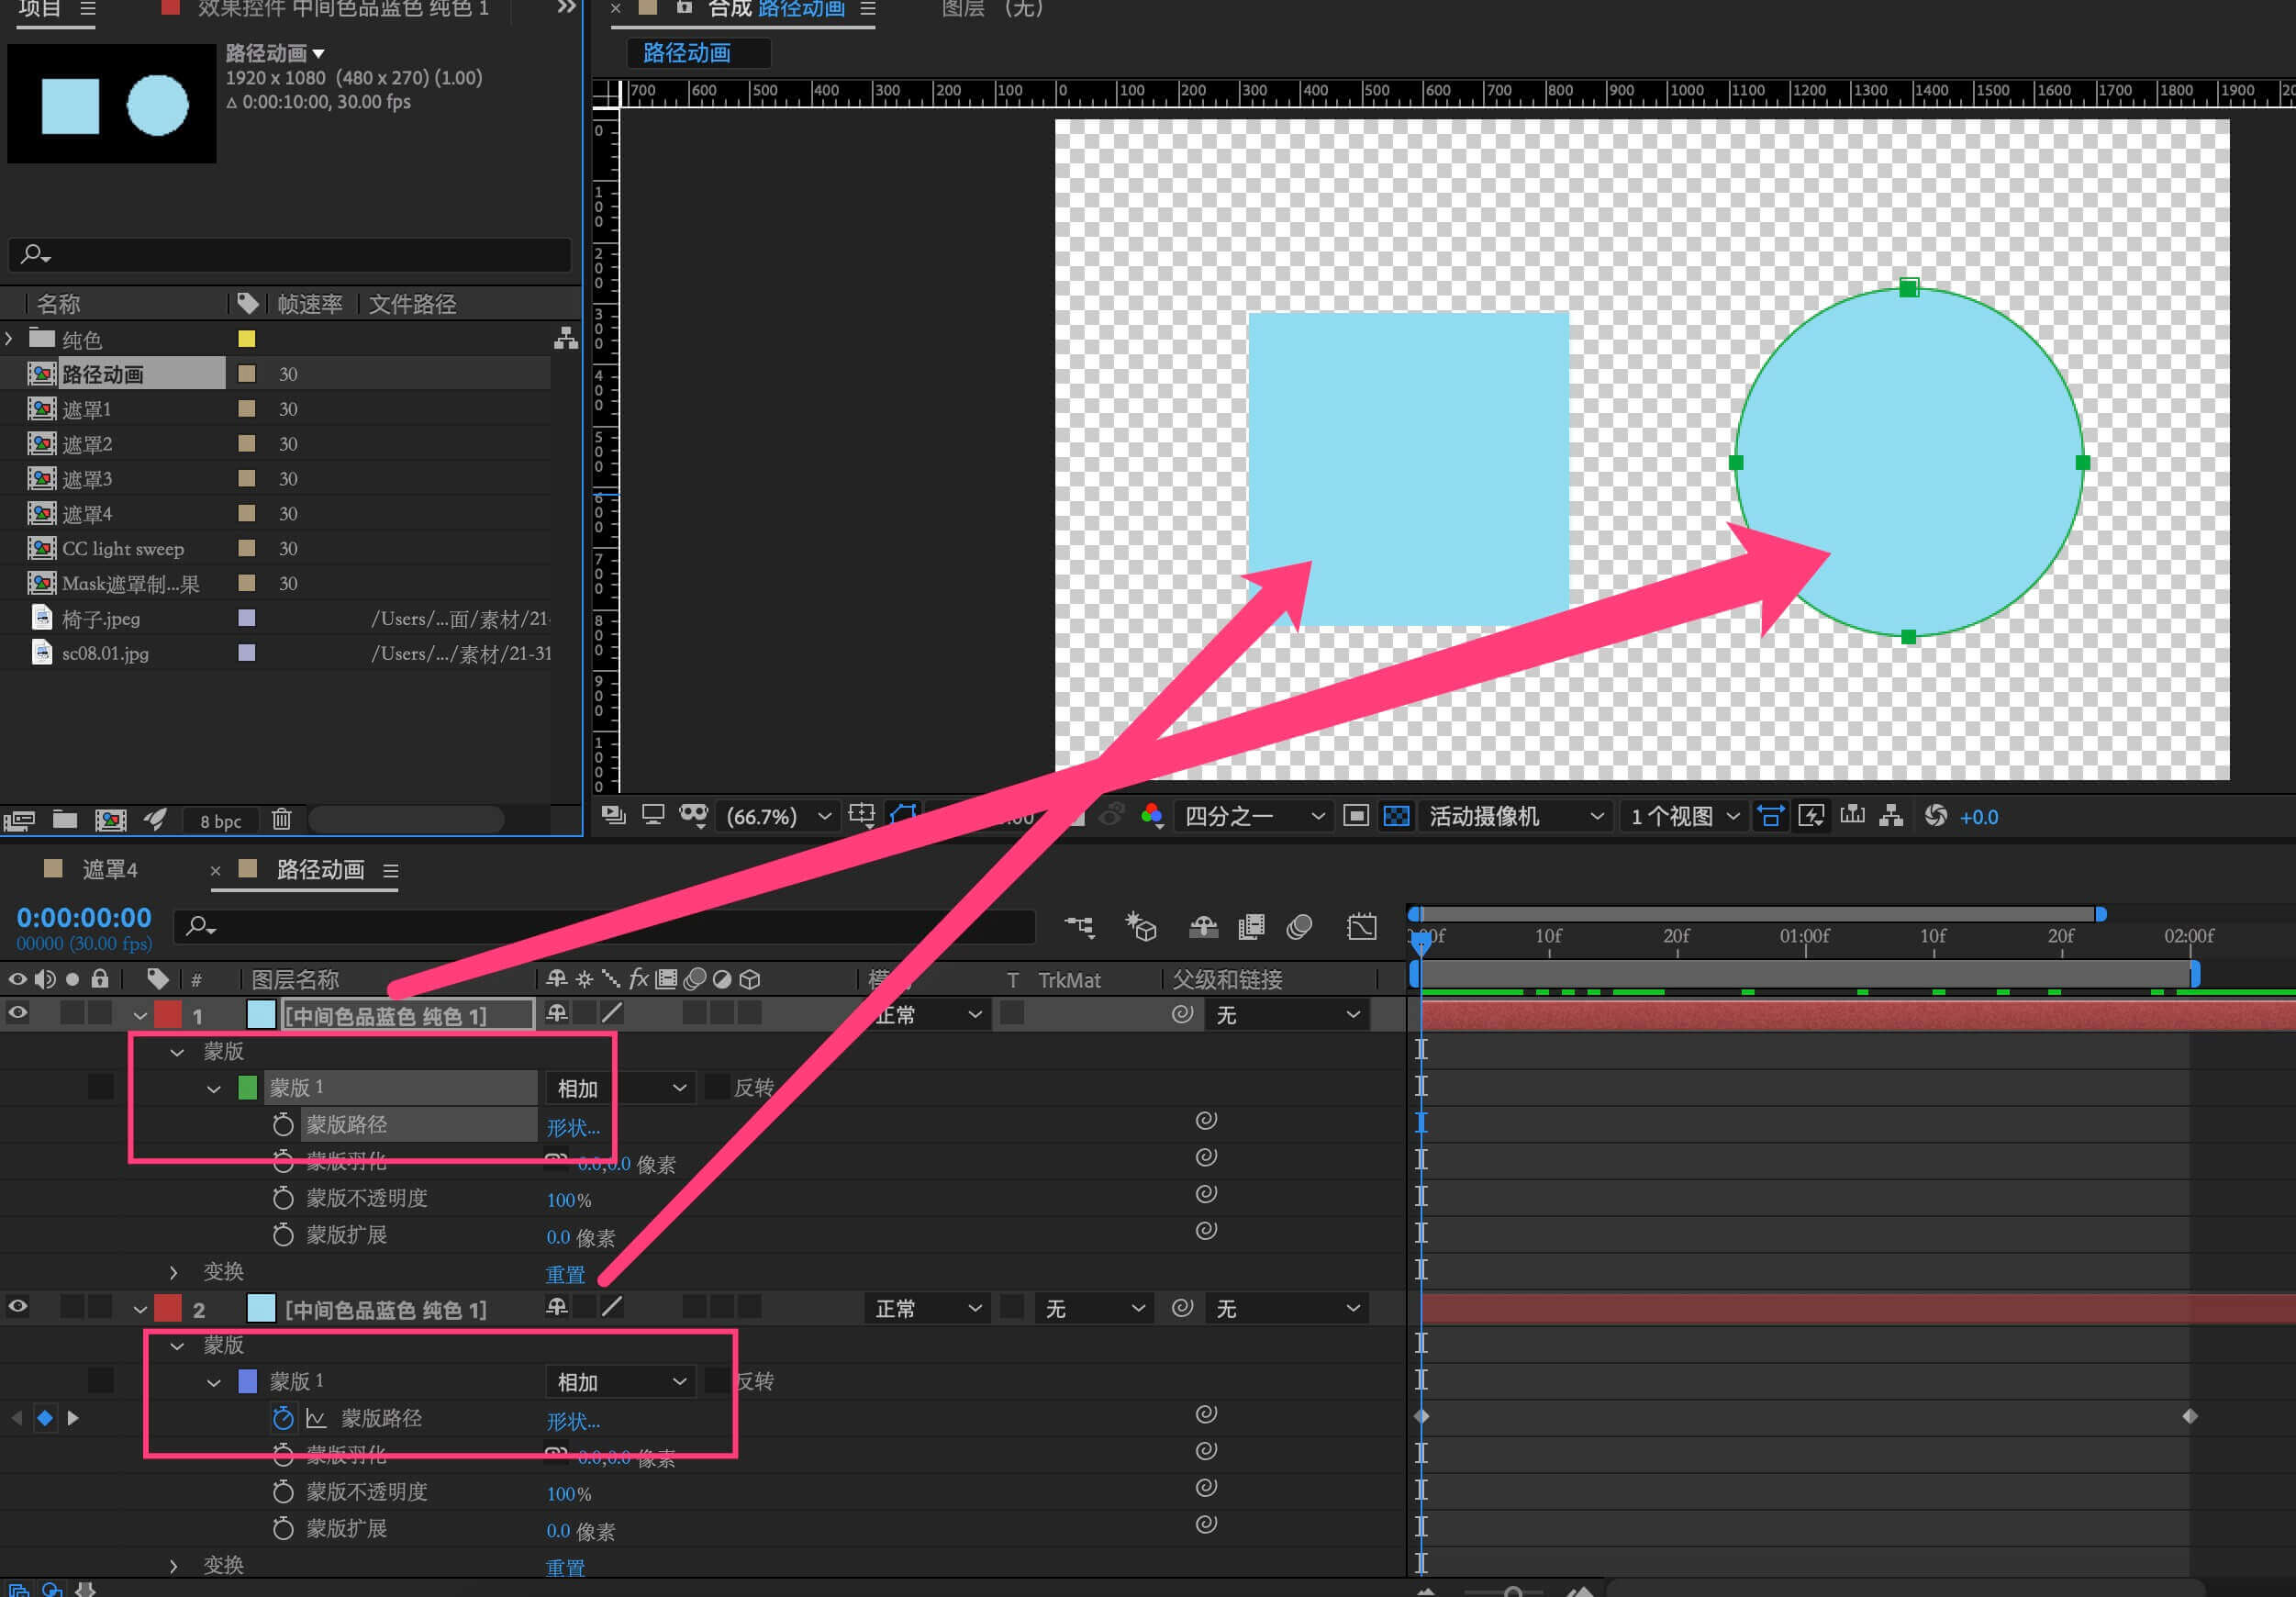 项目
效果控件 中间色品蓝色 纯色 1
合成 路径动画
图层 (无)
路径动画
1920 x 1080 (480 x 270) (1.00)
Δ 0:00:10:00, 30.00 fps
路径动画
700 600 500 400 300 200 100 0 100 200 300 400 500 600 700 800 900 1000 1100 1200 1300 1400 1500 1600 1700 1800 1900
0
100
200
300
400
500
600
700
800
900
1000
名称 帧速率 文件路径
纯色
路径动画 30
遮罩1 30
遮罩2 30
遮罩3 30
遮罩4 30
CC light sweep 30
Mask遮罩制...果 30
椅子.jpeg /Users/...面/素材/21-
sc08.01.jpg /Users/.../素材/21-31
8 bpc
(66.7%) 四分之一 活动摄像机 1个视图 +0.0
遮罩4 路径动画
0:00:00:00
00000 (30.00 fps)
10f 20f 01:00f 10f 20f 02:00f
# 图层名称 fx T TrkMat 父级和链接
1 [中间色品蓝色 纯色 1] 正常 无
蒙版
蒙版 1 相加 反转
蒙版路径 形状...
蒙版羽化 0.0,0.0 像素
蒙版不透明度 100%
蒙版扩展 0.0 像素
变换 重置
2 [中间色品蓝色 纯色 1] 正常 无 无
蒙版
蒙版 1 相加 反转
蒙版路径 形状...
蒙版羽化 0.0,0.0 像素
蒙版不透明度 100%
蒙版扩展 0.0 像素
变换 重置